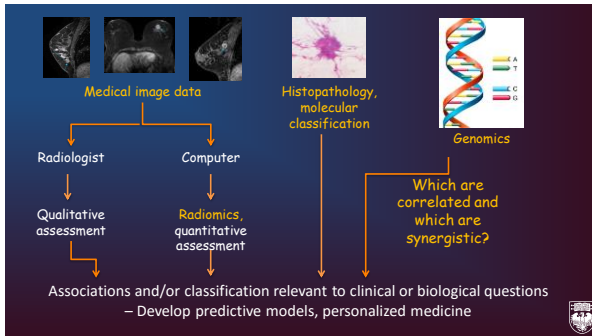 Medical image data
Histopathology,
molecular
classification
A
T
C
G
Genomics
Radiologist
Computer
Qualitative
assessment
Radiomics,
quantitative
assessment
Which are
correlated and
which are
synergistic?
Associations and/or classification relevant to clinical or biological questions
– Develop predictive models, personalized medicine